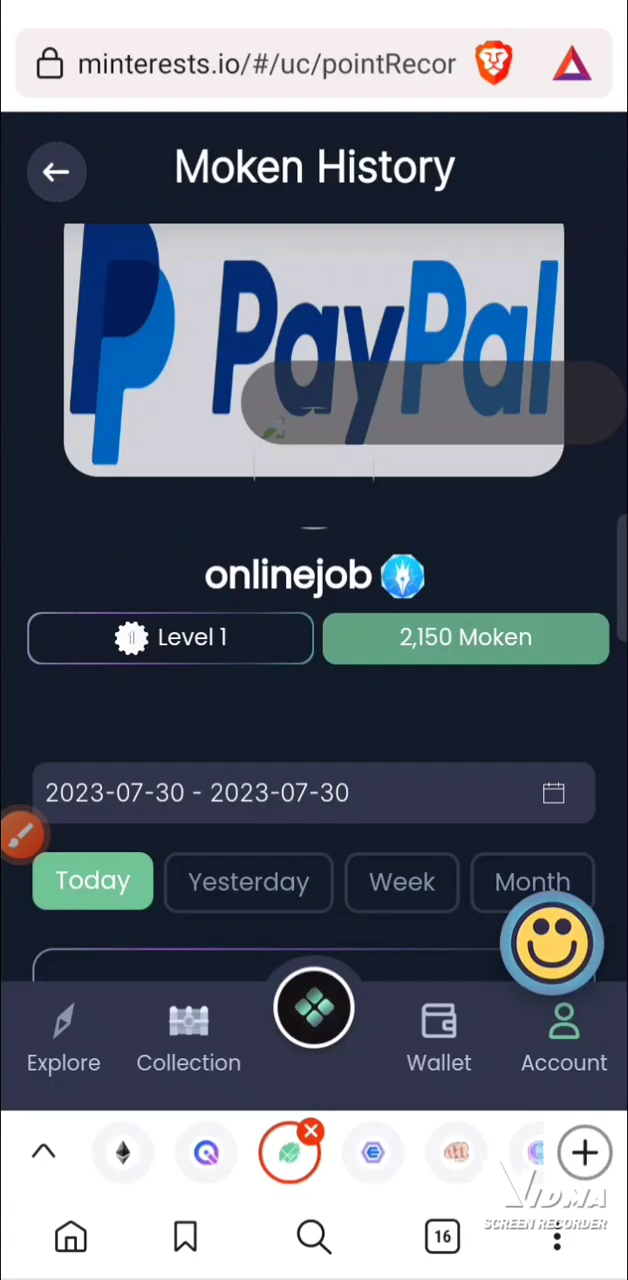 minterests.io/#/uc/pointRecor
Moken History
PayPal
onlinejob
1 Level 1
2,150 Moken
2023-07-30 - 2023-07-30
Today
Yesterday
Week
Month
Explore
Collection
Wallet
Account
16
VIDMA
SCREEN RECORDER